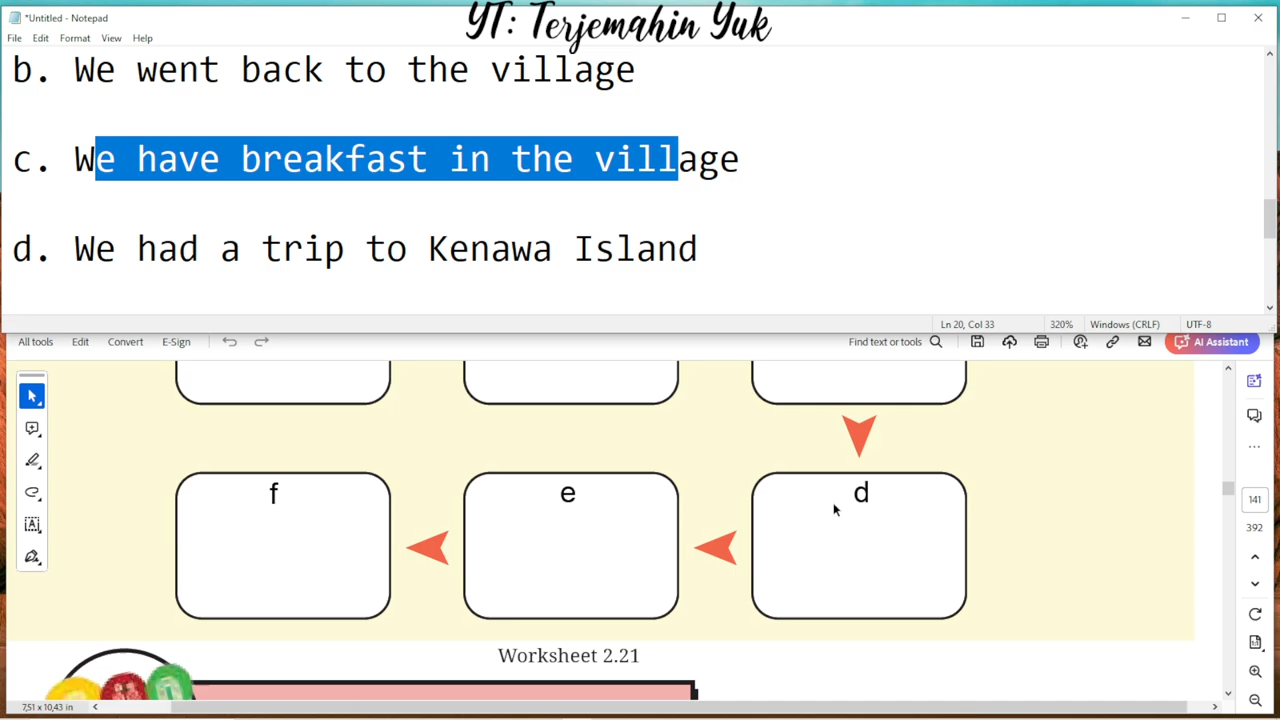 *Untitled - Notepad
YT: Terjemahin Yuk
File Edit Format View Help
b. We went back to the village
c. We have breakfast in the village
d. We had a trip to Kenawa Island
Ln 20, Col 33 320% Windows (CRLF) UTF-8
All tools Edit Convert E-Sign Find text or tools AI Assistant
f e d
141
392
Worksheet 2.21
7,51 x 10,43 in